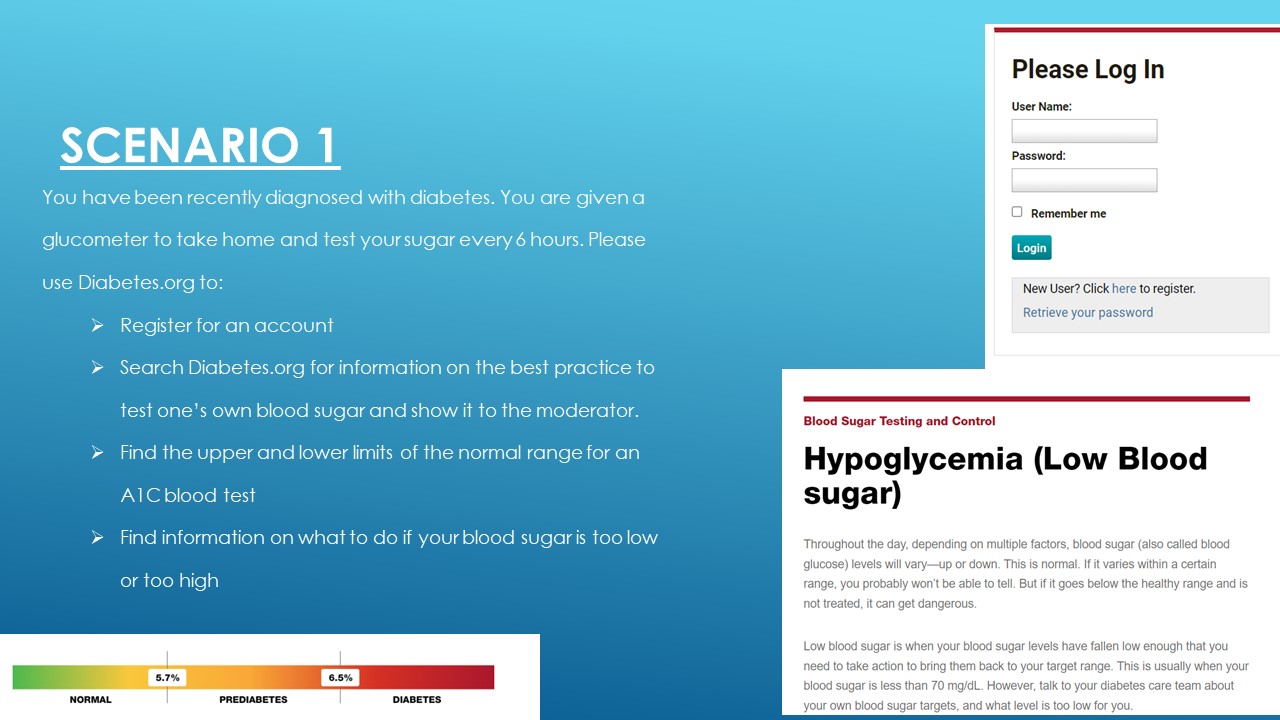 SCENARIO 1
You have been recently diagnosed with diabetes. You are given a
glucometer to take home and test your sugar every 6 hours. Please
use Diabetes.org to:
➢ Register for an account
➢ Search Diabetes.org for information on the best practice to
test one’s own blood sugar and show it to the moderator.
➢ Find the upper and lower limits of the normal range for an
A1C blood test
➢ Find information on what to do if your blood sugar is too low
or too high
5.7%
6.5%
NORMAL
PREDIABETES
DIABETES
Please Log In
User Name:
Password:
Remember me
Login
New User? Click here to register.
Retrieve your password
Blood Sugar Testing and Control
Hypoglycemia (Low Blood
sugar)
Throughout the day, depending on multiple factors, blood sugar (also called blood
glucose) levels will vary—up or down. This is normal. If it varies within a certain
range, you probably won’t be able to tell. But if it goes below the healthy range and is
not treated, it can get dangerous.
Low blood sugar is when your blood sugar levels have fallen low enough that you
need to take action to bring them back to your target range. This is usually when your
blood sugar is less than 70 mg/dL. However, talk to your diabetes care team about
your own blood sugar targets, and what level is too low for you.